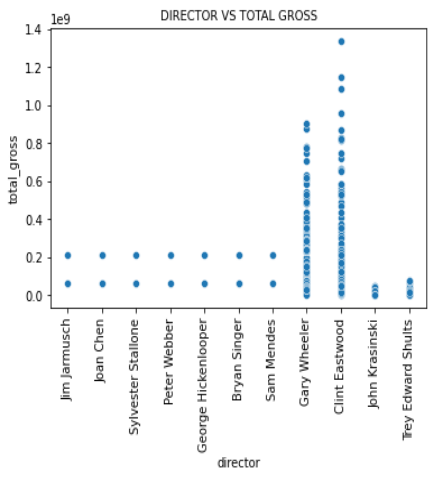 DIRECTOR VS TOTAL GROSS
1e9
1.4
1.2
1.0
0.8
0.6
0.4
0.2
0.0
total_gross
Jim Jarmusch
Joan Chen
Sylvester Stallone
Peter Webber
George Hickenlooper
Bryan Singer
Sam Mendes
Gary Wheeler
Clint Eastwood
John Krasinski
Trey Edward Shults
director